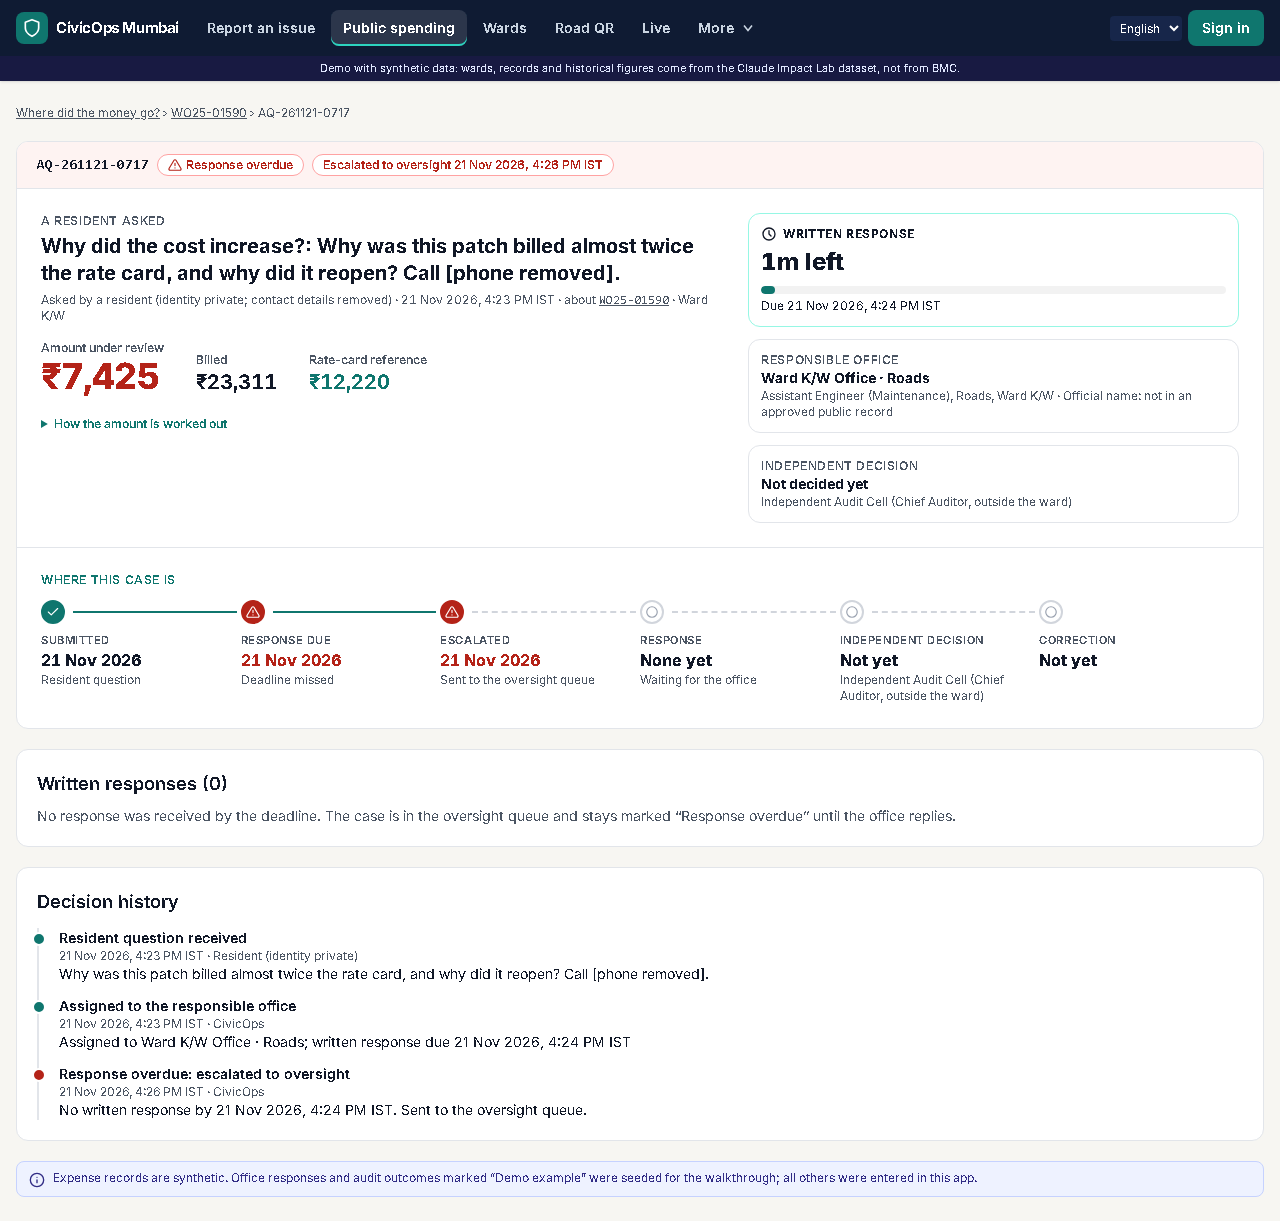 CivicOps Mumbai
Report an issue
Public spending
Wards
Road QR
Live
More
English
Sign in
Demo with synthetic data: wards, records and historical figures come from the Claude Impact Lab dataset, not from BMC.
Where did the money go? › WO25-01590 › AQ-261121-0717
AQ-261121-0717
Response overdue
Escalated to oversight 21 Nov 2026, 4:26 PM IST
A RESIDENT ASKED
Why did the cost increase?: Why was this patch billed almost twice
the rate card, and why did it reopen? Call [phone removed].
Asked by a resident (identity private; contact details removed) · 21 Nov 2026, 4:23 PM IST · about WO25-01590 · Ward
K/W
Amount under review
₹7,425
Billed
₹23,311
Rate-card reference
₹12,220
How the amount is worked out
WRITTEN RESPONSE
1m left
Due 21 Nov 2026, 4:24 PM IST
RESPONSIBLE OFFICE
Ward K/W Office · Roads
Assistant Engineer (Maintenance), Roads, Ward K/W · Official name: not in an
approved public record
INDEPENDENT DECISION
Not decided yet
Independent Audit Cell (Chief Auditor, outside the ward)
WHERE THIS CASE IS
SUBMITTED
21 Nov 2026
Resident question
RESPONSE DUE
21 Nov 2026
Deadline missed
ESCALATED
21 Nov 2026
Sent to the oversight queue
RESPONSE
None yet
Waiting for the office
INDEPENDENT DECISION
Not yet
Independent Audit Cell (Chief
Auditor, outside the ward)
CORRECTION
Not yet
Written responses (0)
No response was received by the deadline. The case is in the oversight queue and stays marked “Response overdue” until the office replies.
Decision history
Resident question received
21 Nov 2026, 4:23 PM IST · Resident (identity private)
Why was this patch billed almost twice the rate card, and why did it reopen? Call [phone removed].
Assigned to the responsible office
21 Nov 2026, 4:23 PM IST · CivicOps
Assigned to Ward K/W Office · Roads; written response due 21 Nov 2026, 4:24 PM IST
Response overdue: escalated to oversight
21 Nov 2026, 4:26 PM IST · CivicOps
No written response by 21 Nov 2026, 4:24 PM IST. Sent to the oversight queue.
Expense records are synthetic. Office responses and audit outcomes marked “Demo example” were seeded for the walkthrough; all others were entered in this app.